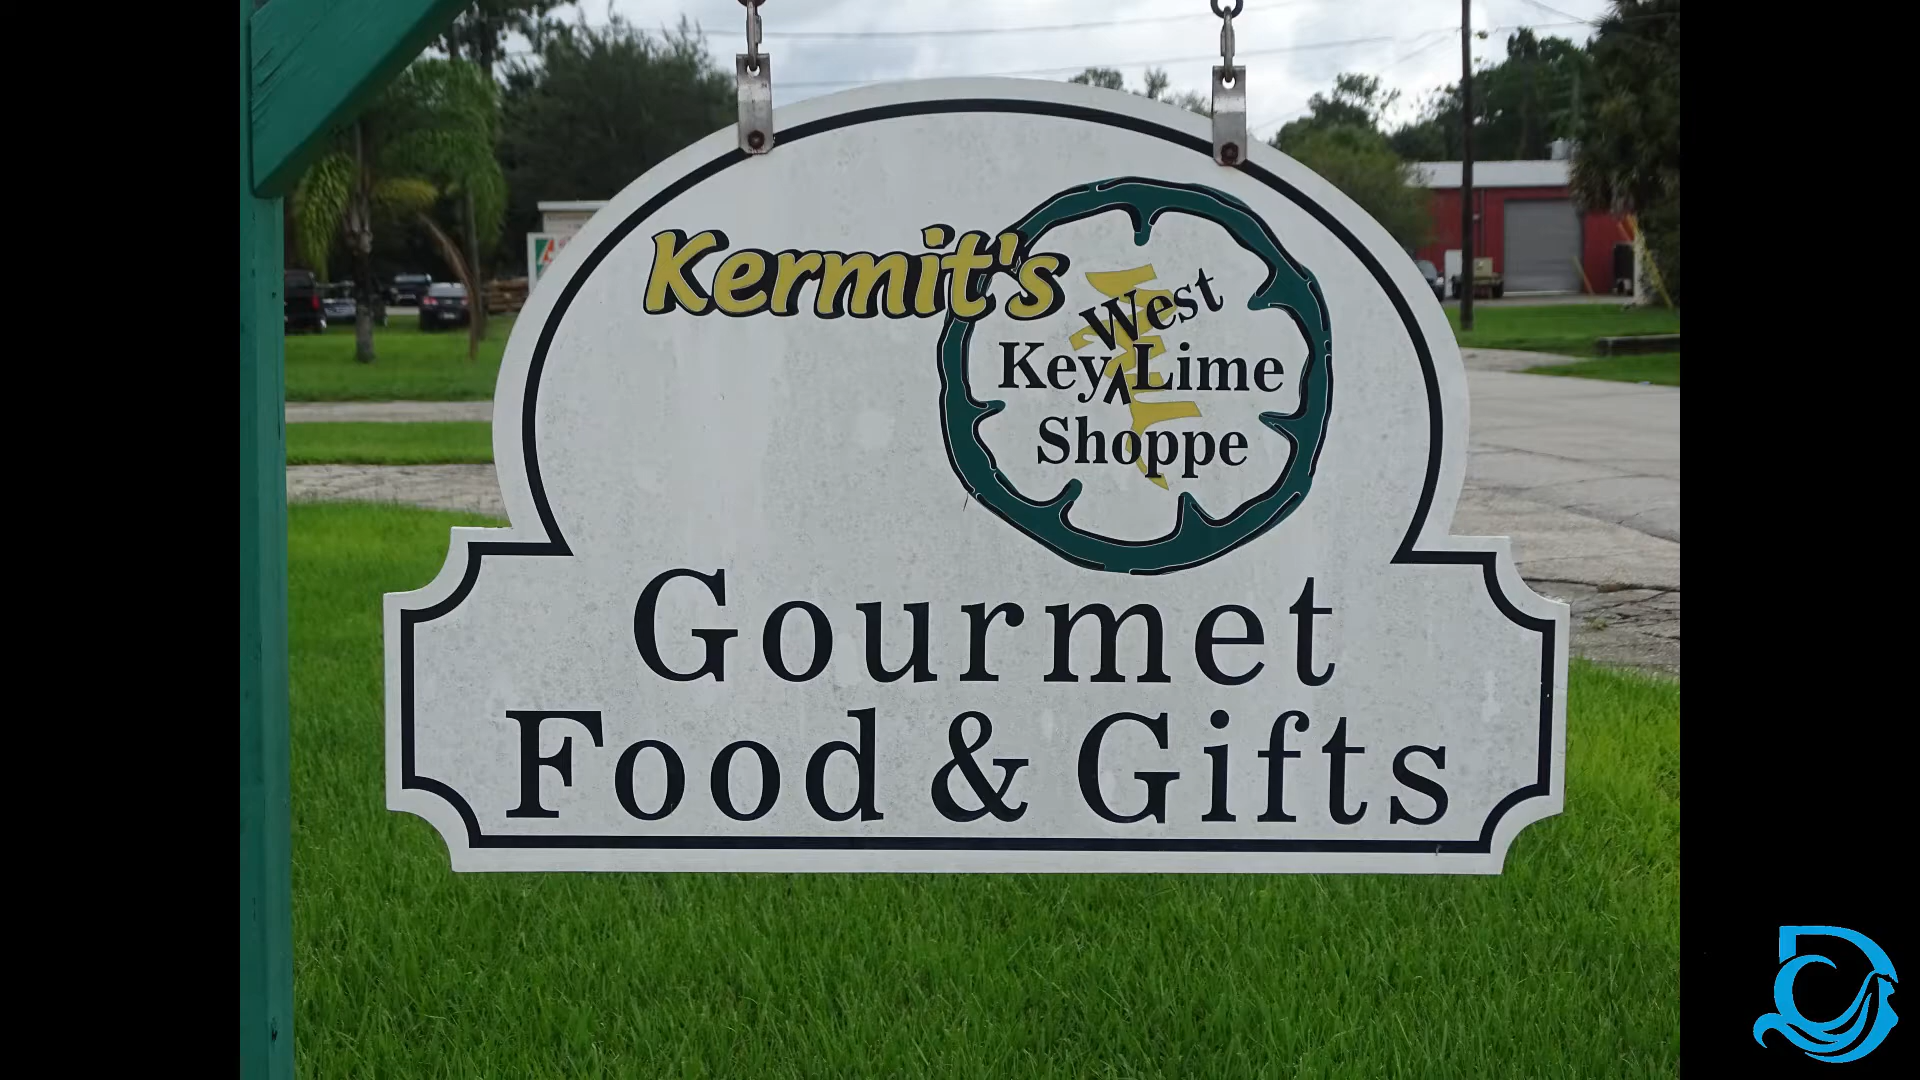 Kermit's
West
Key Lime
Shoppe
Gourmet
Food & Gifts